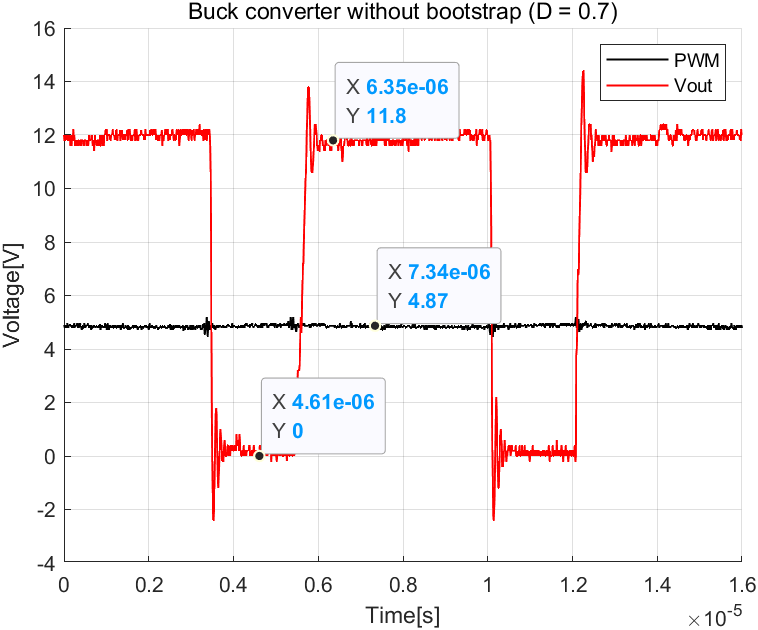 Buck converter without bootstrap (D = 0.7)
16
14
12
10
8
6
4
2
0
-2
-4
Voltage[V]
PWM
Vout
X 6.35e-06
Y 11.8
X 7.34e-06
Y 4.87
X 4.61e-06
Y 0
0
0.2
0.4
0.6
0.8
1
1.2
1.4
1.6
Time[s]
×10-5